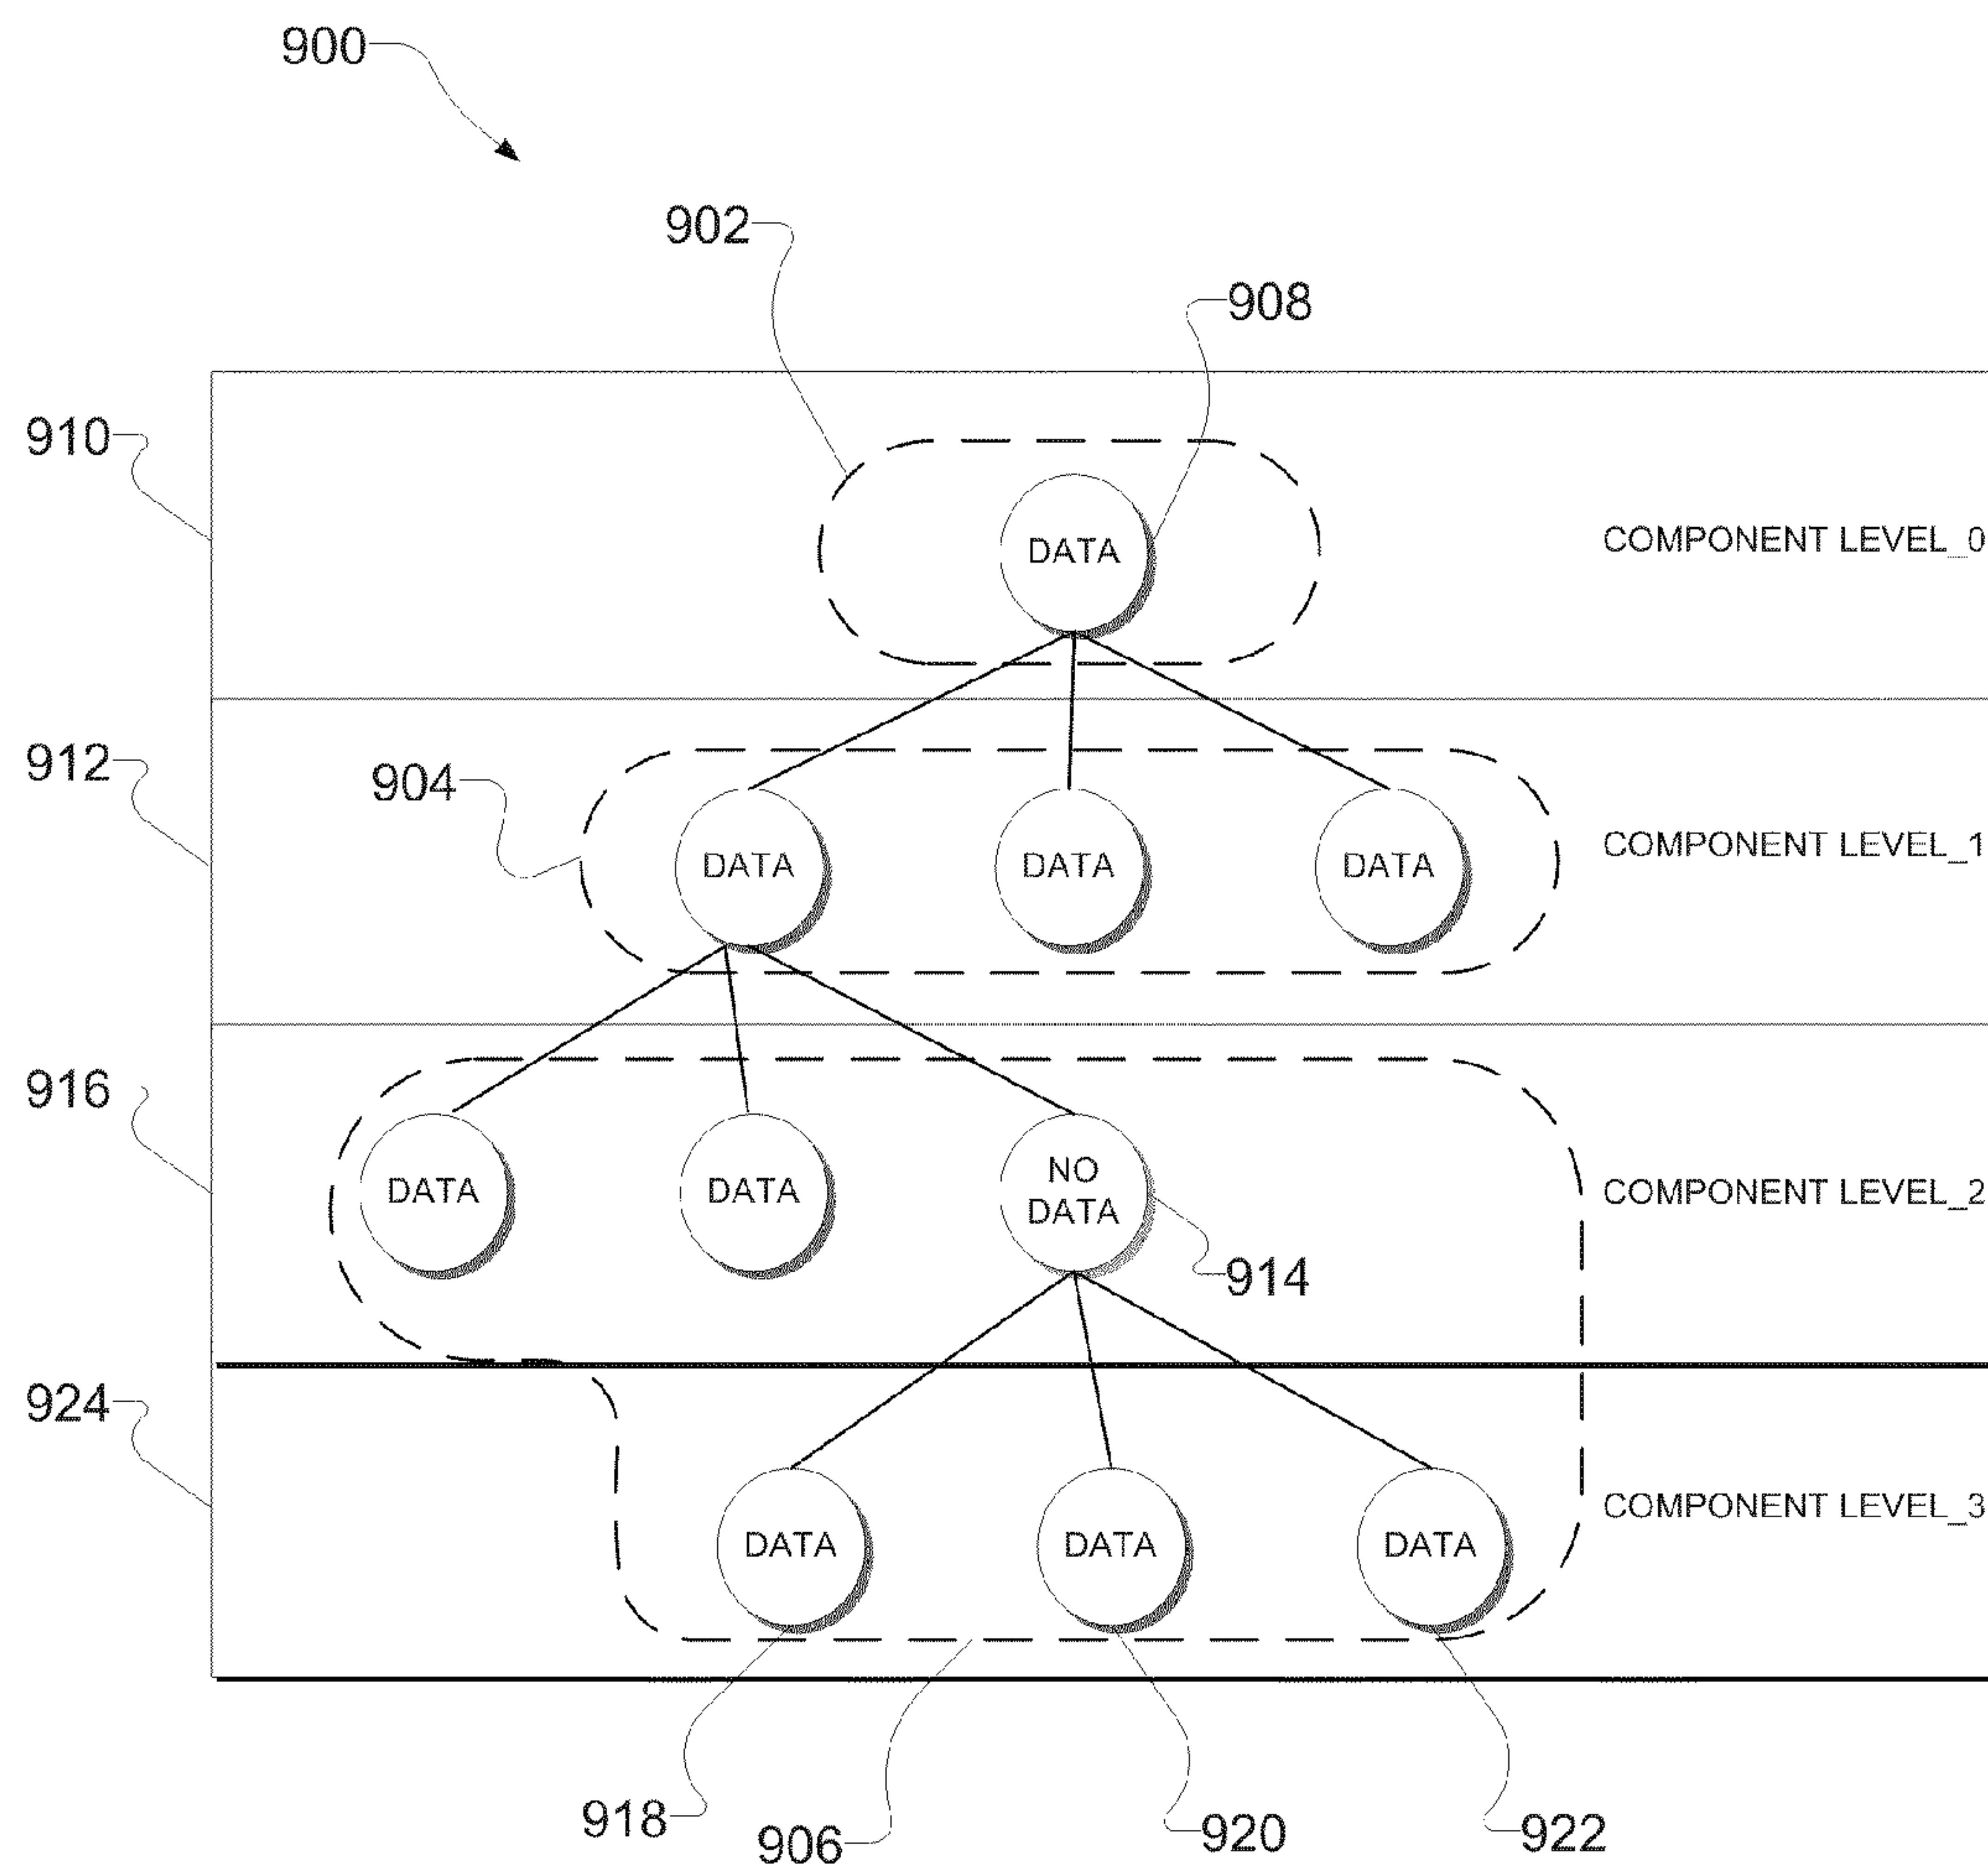 900
902
908
910
DATA
COMPONENT LEVEL_0
912
904
DATA DATA DATA
COMPONENT LEVEL_1
916
DATA DATA NO DATA
COMPONENT LEVEL_2
914
924
DATA DATA DATA
COMPONENT LEVEL_3
918
906
920
922